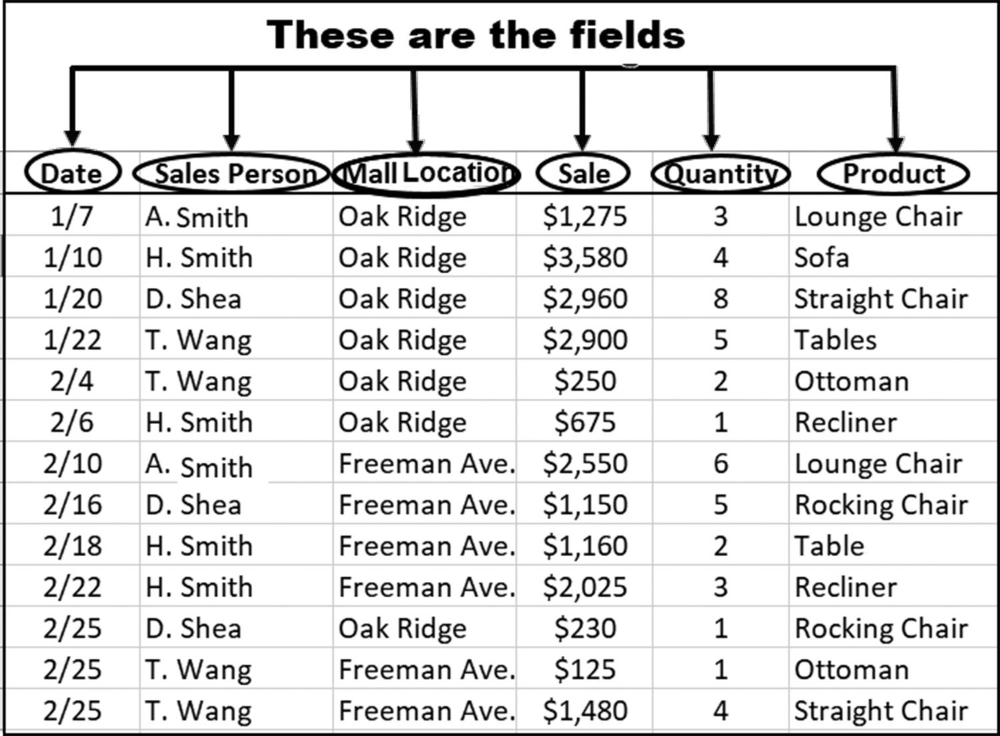 These are the fields
Date Sales Person Mall Location Sale Quantity Product
1/7 A. Smith Oak Ridge $1,275 3 Lounge Chair
1/10 H. Smith Oak Ridge $3,580 4 Sofa
1/20 D. Shea Oak Ridge $2,960 8 Straight Chair
1/22 T. Wang Oak Ridge $2,900 5 Tables
2/4 T. Wang Oak Ridge $250 2 Ottoman
2/6 H. Smith Oak Ridge $675 1 Recliner
2/10 A. Smith Freeman Ave. $2,550 6 Lounge Chair
2/16 D. Shea Freeman Ave. $1,150 5 Rocking Chair
2/18 H. Smith Freeman Ave. $1,160 2 Table
2/22 H. Smith Freeman Ave. $2,025 3 Recliner
2/25 D. Shea Oak Ridge $230 1 Rocking Chair
2/25 T. Wang Freeman Ave. $125 1 Ottoman
2/25 T. Wang Freeman Ave. $1,480 4 Straight Chair